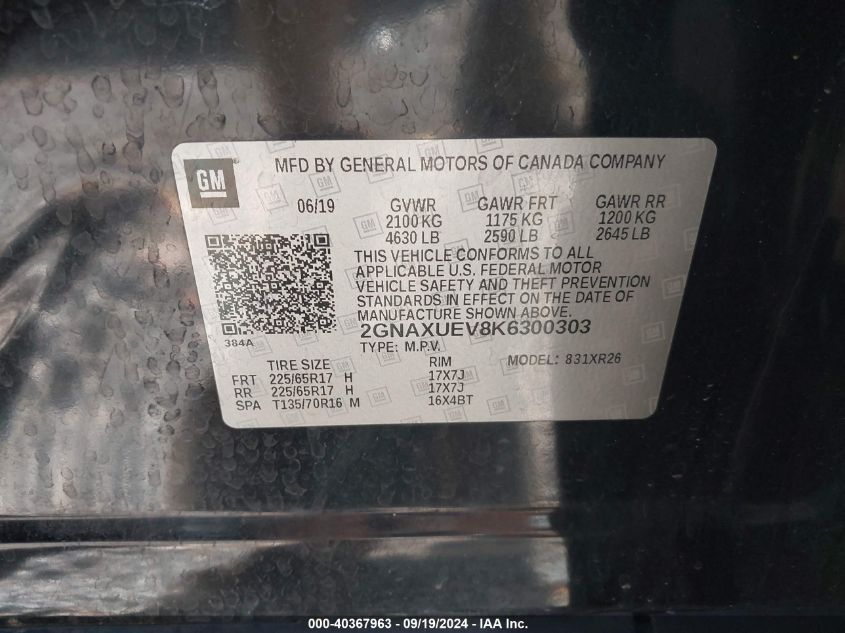 GM
MFD BY GENERAL MOTORS OF CANADA COMPANY
06/19 GVWR GAWR FRT GAWR RR
2100 KG 1175 KG 1200 KG
4630 LB 2590 LB 2645 LB
THIS VEHICLE CONFORMS TO ALL
APPLICABLE U.S. FEDERAL MOTOR
VEHICLE SAFETY AND THEFT PREVENTION
STANDARDS IN EFFECT ON THE DATE OF
MANUFACTURE SHOWN ABOVE.
2GNAXUEV8K6300303
384A
TYPE: M.P.V.
TIRE SIZE RIM MODEL: 831XR26
FRT 225/65R17 H 17X7J
RR 225/65R17 H 17X7J
SPA T135/70R16 M 16X4BT
000-40367963 - 09/19/2024 - IAA Inc.